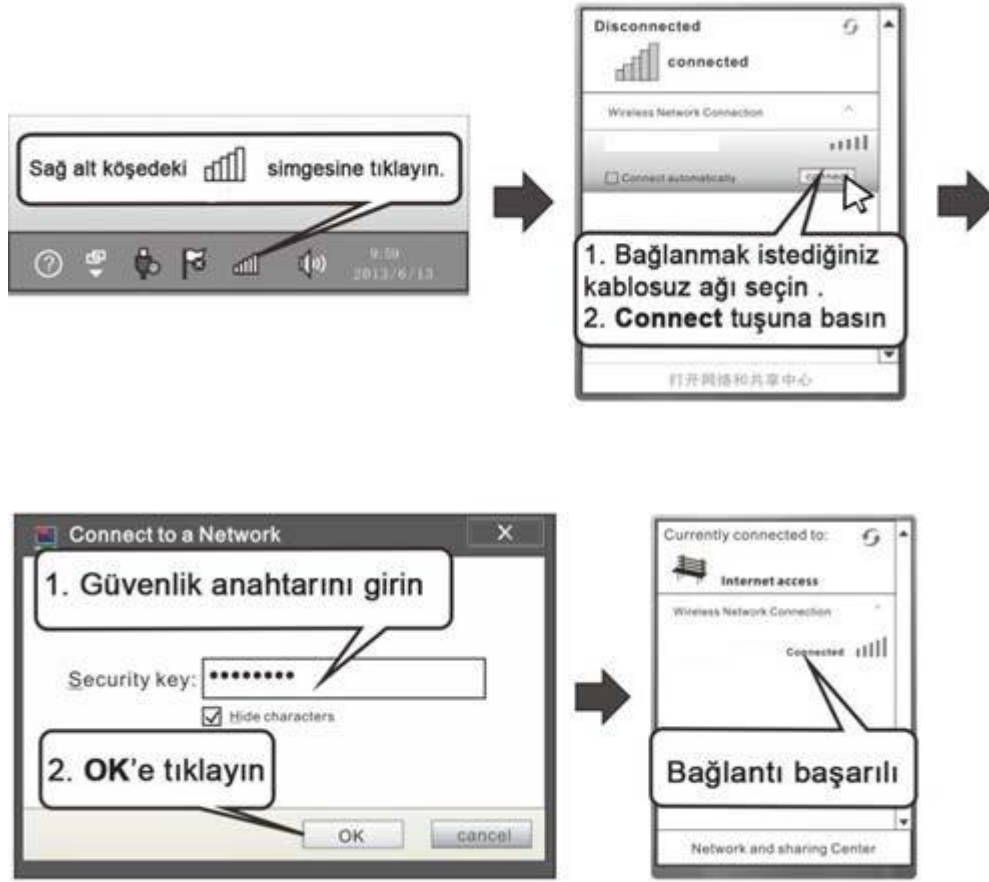 Sağ alt köşedeki simgesine tıklayın.
9:59
2013/6/13
Disconnected
connected
Wireless Network Connection
Connect automatically
connect
1. Bağlanmak istediğiniz
kablosuz ağı seçin .
2. Connect tuşuna basın
打开网络和共享中心
Connect to a Network
X
1. Güvenlik anahtarını girin
Security key:
Hide characters
2. OK'e tıklayın
OK
cancel
Currently connected to:
Internet access
Wireless Network Connection
Connected
Bağlantı başarılı
Network and sharing Center